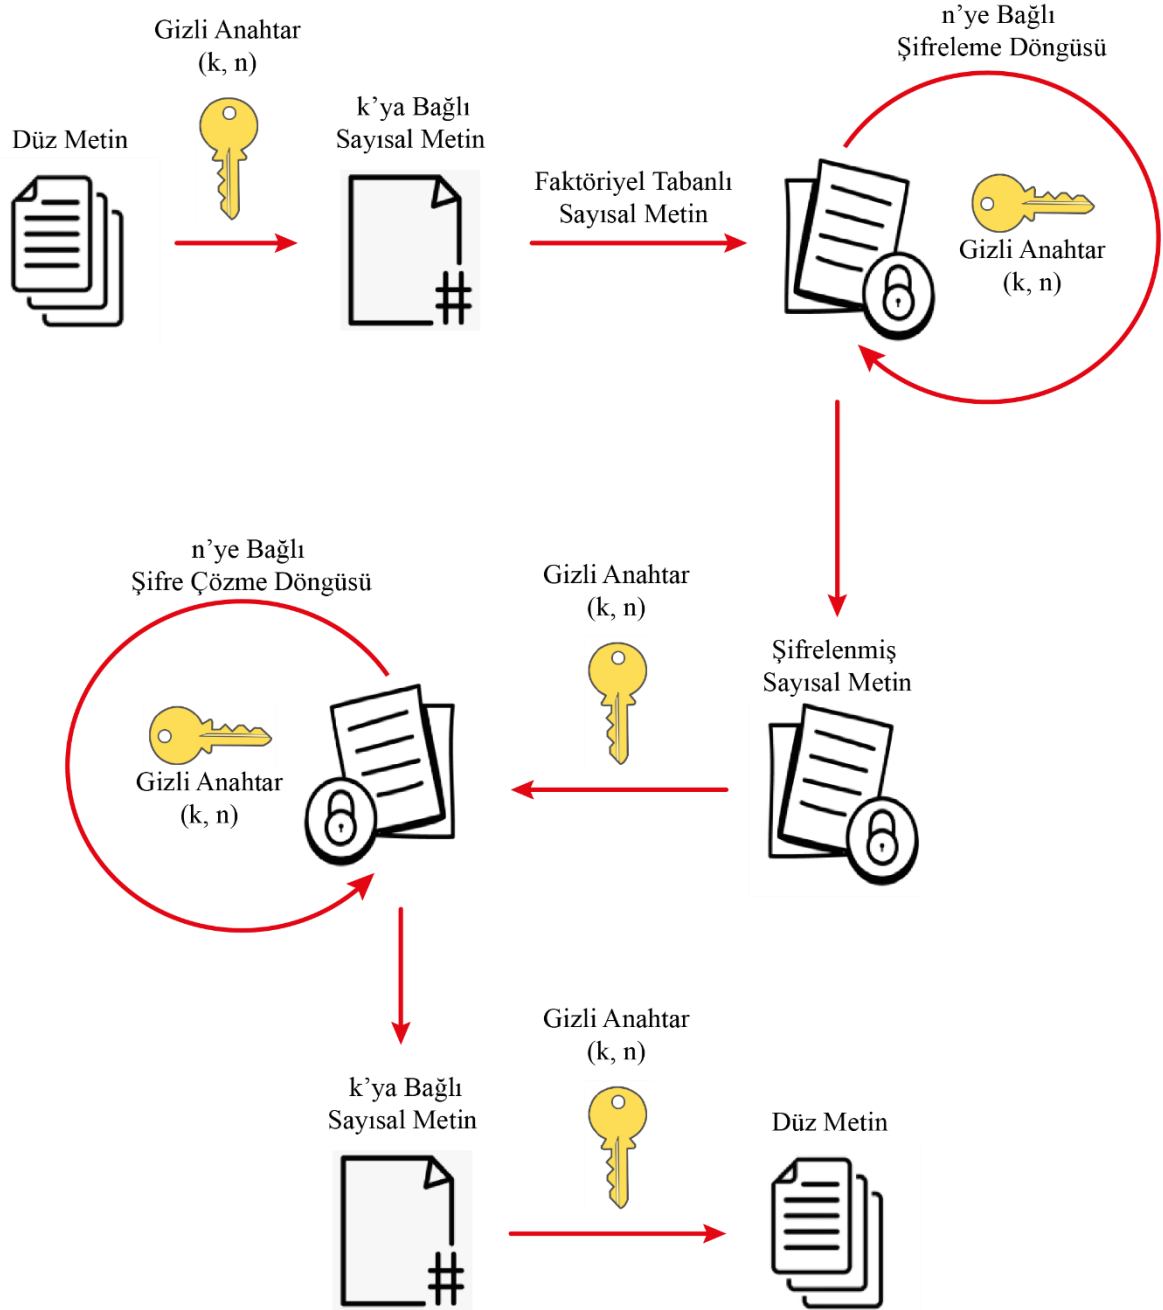 Gizli Anahtar
(k, n)
Düz Metin
k’ya Bağlı
Sayısal Metin
Faktöriyel Tabanlı
Sayısal Metin
n’ye Bağlı
Şifreleme Döngüsü
Gizli Anahtar
(k, n)
n’ye Bağlı
Şifre Çözme Döngüsü
Gizli Anahtar
(k, n)
Gizli Anahtar
(k, n)
Şifrelenmiş
Sayısal Metin
k’ya Bağlı
Sayısal Metin
Gizli Anahtar
(k, n)
Düz Metin